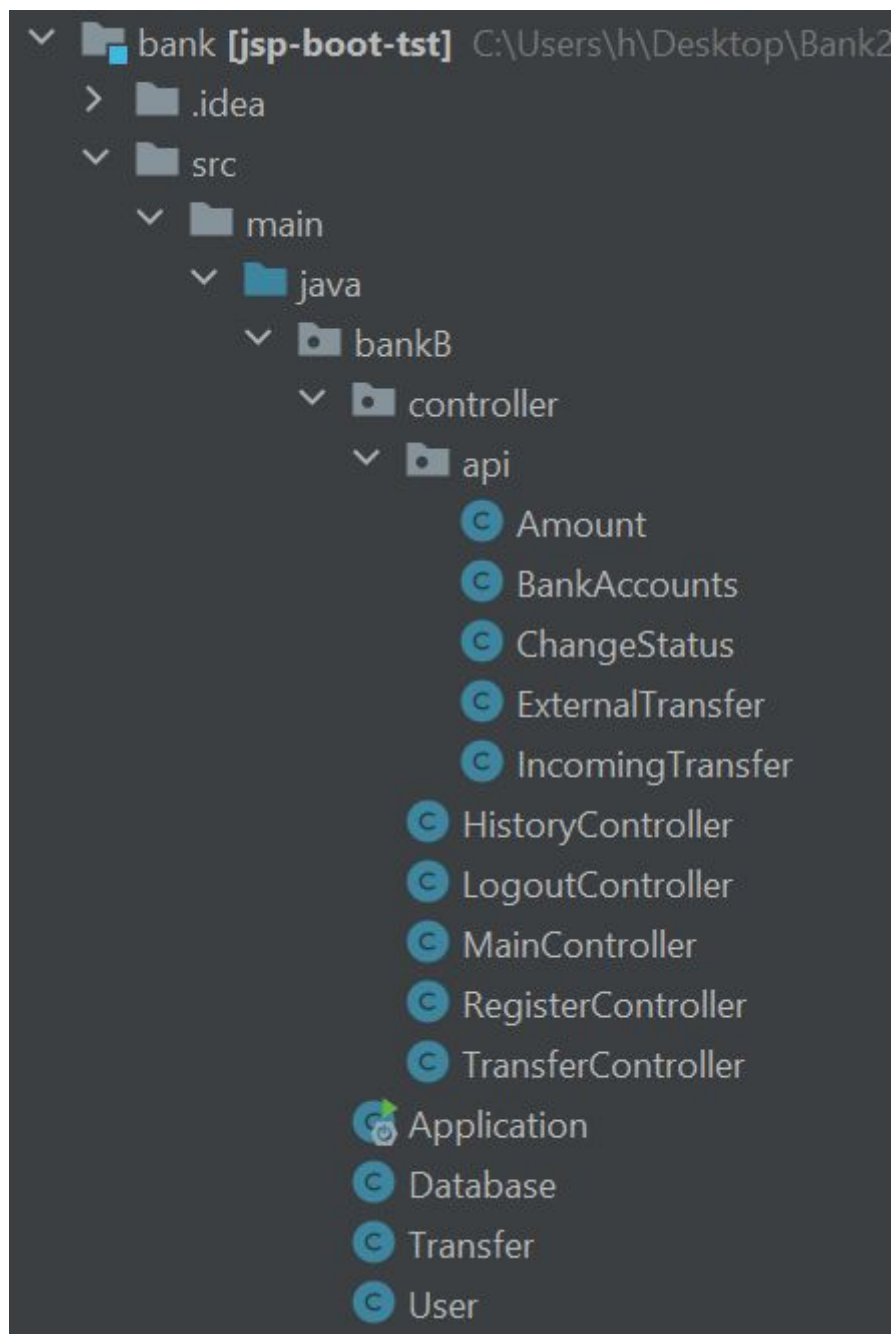 bank [jsp-boot-tst] C:\Users\h\Desktop\Bank2
.idea
src
main
java
bankB
controller
api
C Amount
C BankAccounts
C ChangeStatus
C ExternalTransfer
C IncomingTransfer
C HistoryController
C LogoutController
C MainController
C RegisterController
C TransferController
C Application
C Database
C Transfer
C User